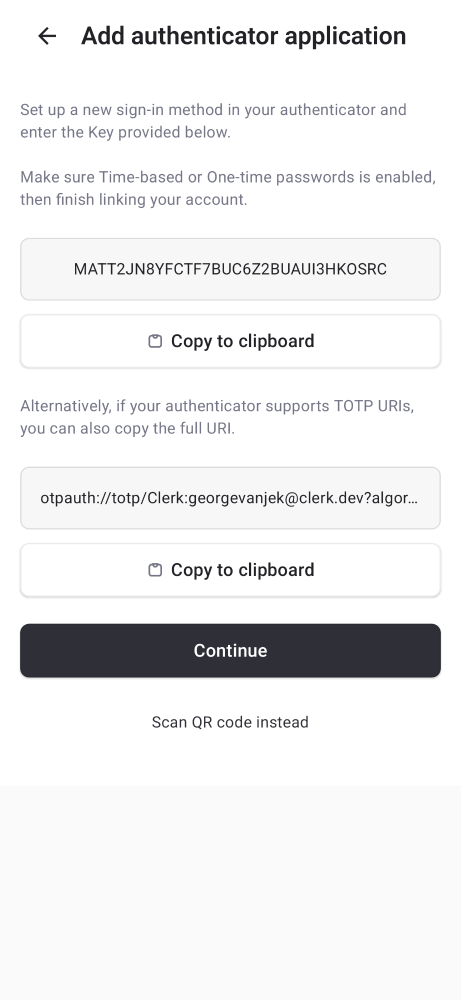 Add authenticator application
Set up a new sign-in method in your authenticator and
enter the Key provided below.
Make sure Time-based or One-time passwords is enabled,
then finish linking your account.
MATT2JN8YFCTF7BUC6Z2BUAUI3HKOSRC
Copy to clipboard
Alternatively, if your authenticator supports TOTP URIs,
you can also copy the full URI.
otpauth://totp/Clerk:georgevanjek@clerk.dev?algor...
Copy to clipboard
Continue
Scan QR code instead